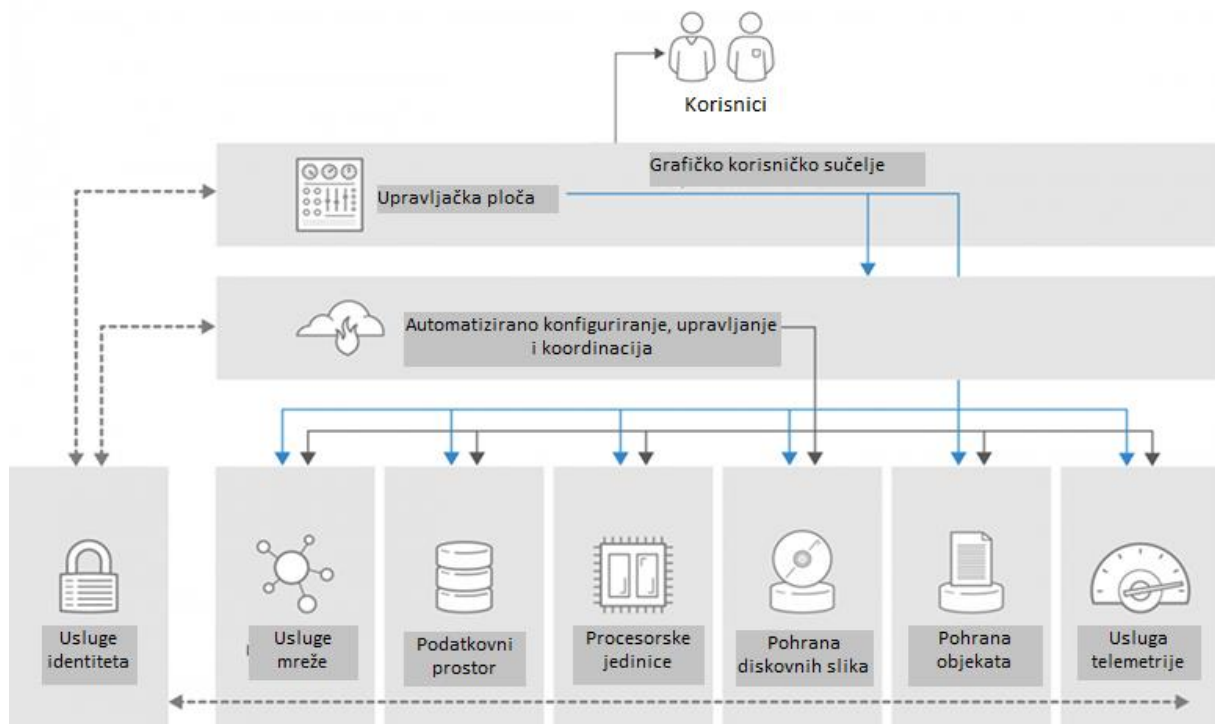 Korisnici
Grafičko korisničko sučelje
Upravljačka ploča
Automatizirano konfiguriranje, upravljanje
i koordinacija
Usluge
identiteta
Usluge
mreže
Podatkovni
prostor
Procesorske
jedinice
Pohrana
diskovnih slika
Pohrana
objekata
Usluga
telemetrije